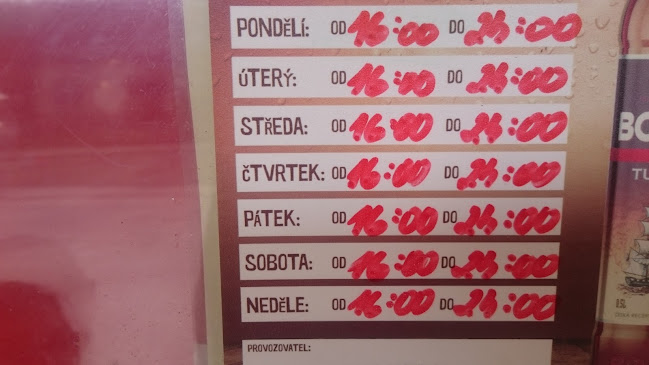 PONDĚLÍ: OD 16:00 DO 24:00
ÚTERÝ: OD 16:00 DO 24:00
STŘEDA: OD 16:00 DO 24:00
ČTVRTEK: OD 16:00 DO 24:00
PÁTEK: OD 16:00 DO 24:00
SOBOTA: OD 16:00 DO 24:00
NEDĚLE: OD 16:00 DO 24:00
PROVOZOVATEL:
BO
TU